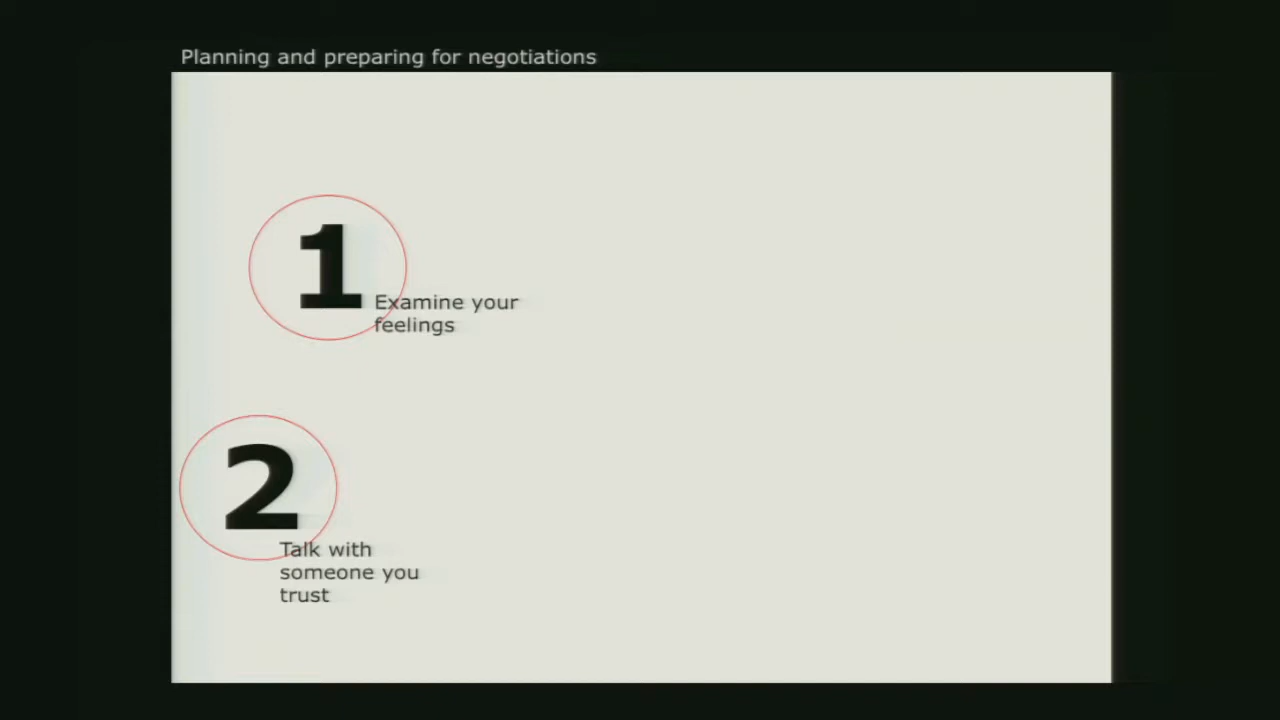 Planning and preparing for negotiations
1
Examine your
feelings
2
Talk with
someone you
trust